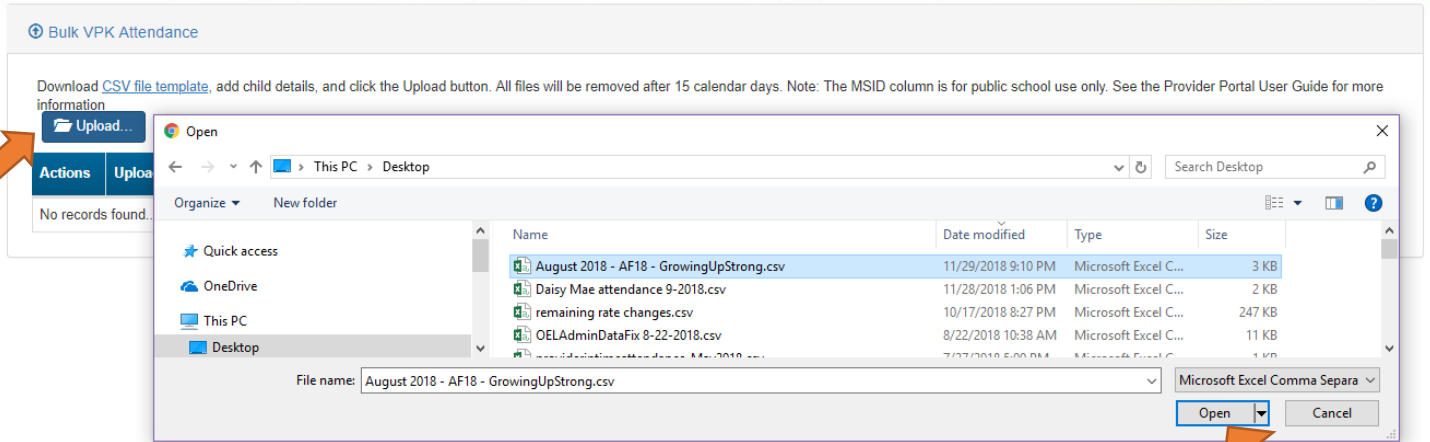 Bulk VPK Attendance
Download CSV file template, add child details, and click the Upload button. All files will be removed after 15 calendar days. Note: The MSID column is for public school use only. See the Provider Portal User Guide for more
information
Upload...
Open
This PC > Desktop
Search Desktop
Actions
Organize
New folder
No records found..
Name
Date modified
Type
Size
Quick access
OneDrive
This PC
Desktop
August 2018 - AF18 - GrowingUpStrong.csv 11/29/2018 9:10 PM Microsoft Excel C... 3 KB
Daisy Mae attendance 9-2018.csv 11/28/2018 1:06 PM Microsoft Excel C... 2 KB
remaining rate changes.csv 10/17/2018 8:27 PM Microsoft Excel C... 247 KB
OELAdminDataFix 8-22-2018.csv 8/22/2018 10:38 AM Microsoft Excel C... 11 KB
File name: August 2018 - AF18 - GrowingUpStrong.csv
Microsoft Excel Comma Separa
Open
Cancel